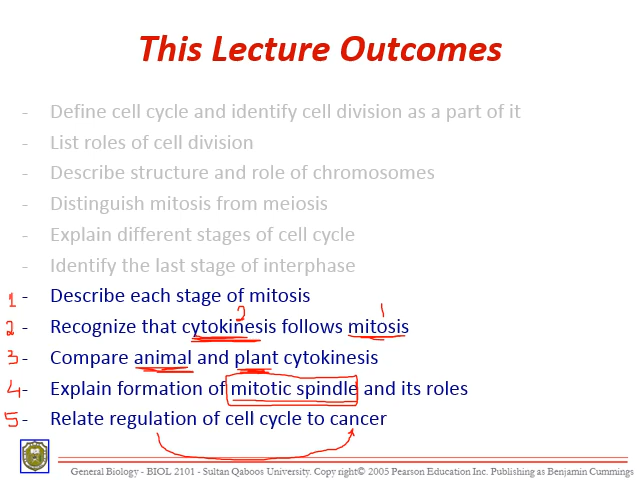 This Lecture Outcomes
- Define cell cycle and identify cell division as a part of it
- List roles of cell division
- Describe structure and role of chromosomes
- Distinguish mitosis from meiosis
- Explain different stages of cell cycle
- Identify the last stage of interphase
1 - Describe each stage of mitosis
2 1
2 - Recognize that cytokinesis follows mitosis
3 - Compare animal and plant cytokinesis
4 - Explain formation of mitotic spindle and its roles
5 - Relate regulation of cell cycle to cancer
General Biology - BIOL 2101 - Sultan Qaboos University. Copy right© 2005 Pearson Education Inc. Publishing as Benjamin Cummings